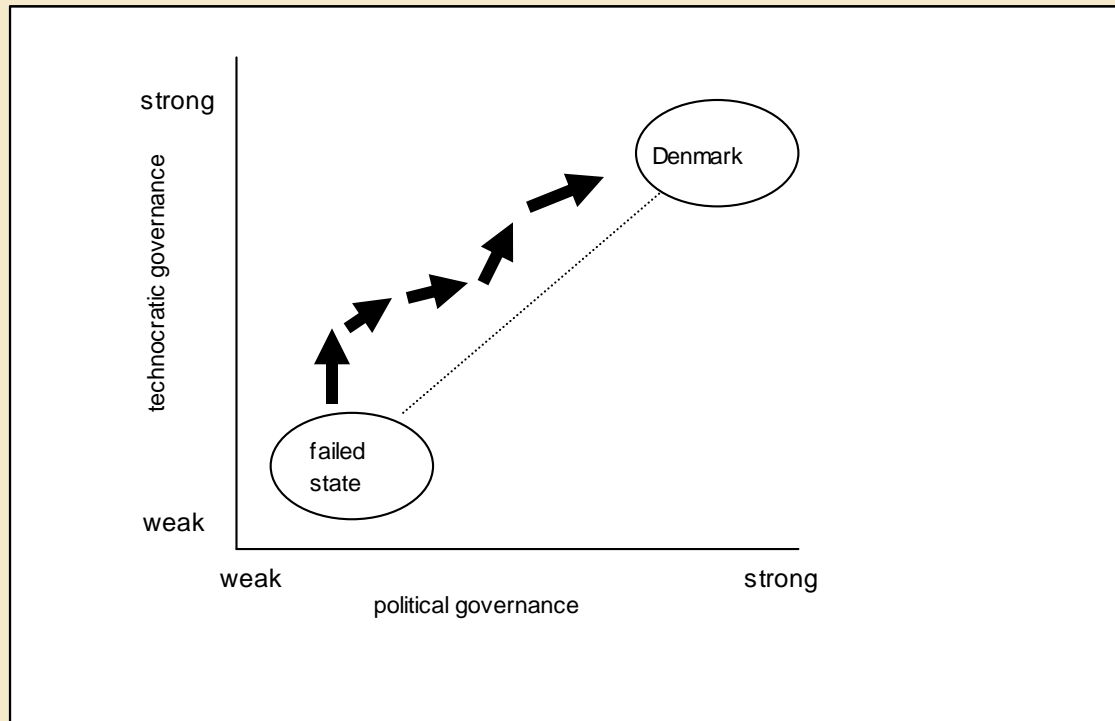 strong
Denmark
technocratic governance
failed
state
weak
weak
strong
political governance